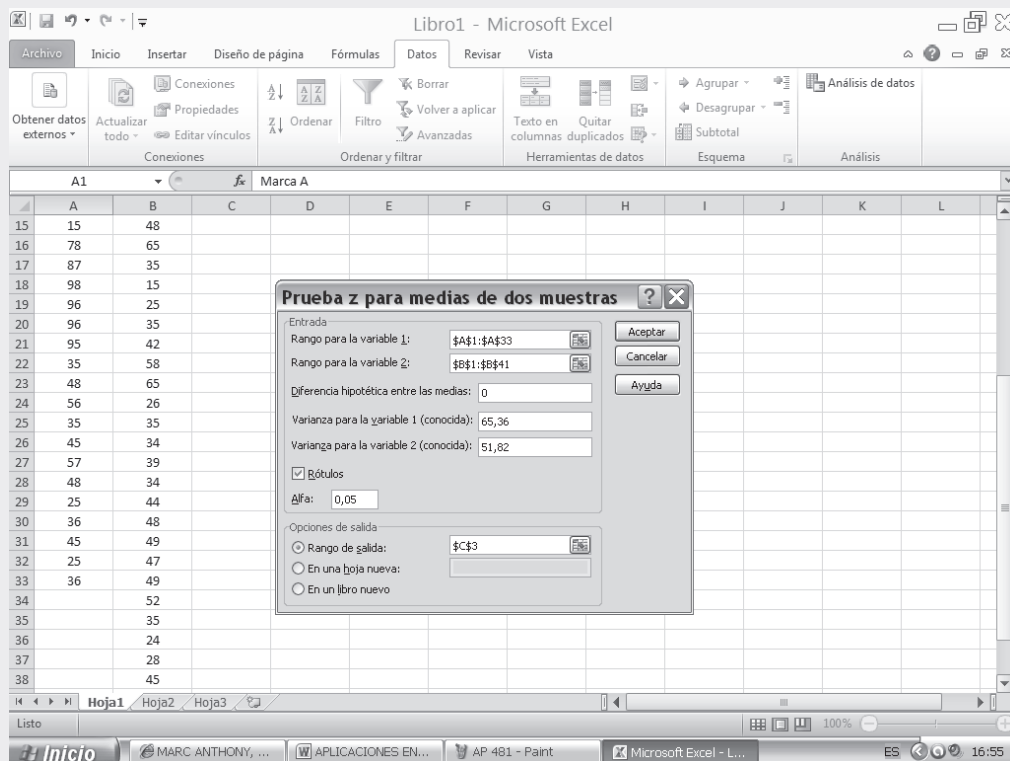 Libro1 - Microsoft Excel
Archivo Inicio Insertar Diseño de página Fórmulas Datos Revisar Vista
Obtener datos externos
Actualizar todo
Conexiones
Propiedades
Editar vínculos
Conexiones
Ordenar
Filtro
Borrar
Volver a aplicar
Avanzadas
Ordenar y filtrar
Texto en columnas
Quitar duplicados
Herramientas de datos
Agrupar
Desagrupar
Subtotal
Esquema
Análisis de datos
Análisis
A1 fx Marca A
A B C D E F G H I J K L
15 15 48
16 78 65
17 87 35
18 98 15
19 96 25
20 96 35
21 95 42
22 35 58
23 48 65
24 56 26
25 35 35
26 45 34
27 57 39
28 48 34
29 25 44
30 36 48
31 45 49
32 25 47
33 36 49
34 52
35 35
36 24
37 28
38 45
Prueba z para medias de dos muestras
Entrada
Rango para la variable 1: $A$1:$A$33
Rango para la variable 2: $B$1:$B$41
Diferencia hipotética entre las medias: 0
Varianza para la variable 1 (conocida): 65,36
Varianza para la variable 2 (conocida): 51,82
Rótulos
Alfa: 0,05
Opciones de salida
Rango de salida: $C$3
En una hoja nueva:
En un libro nuevo
Aceptar
Cancelar
Ayuda
Hoja1 Hoja2 Hoja3
Listo 100%
Inicio MARC ANTHONY, ... APLICACIONES EN... AP 481 - Paint Microsoft Excel - L... ES 16:55